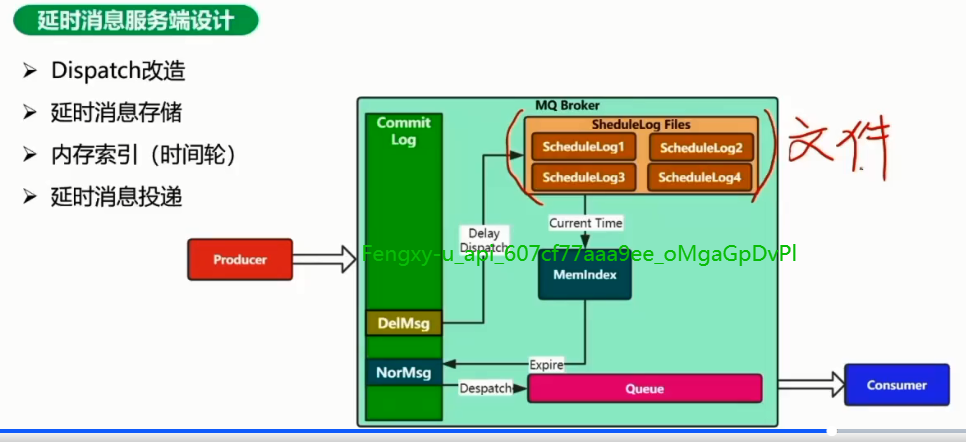 延时消息服务端设计
Dispatch改造
延时消息存储
内存索引（时间轮）
延时消息投递
MQ Broker
Commit
Log
SheduleLog Files
ScheduleLog1
ScheduleLog2
ScheduleLog3
ScheduleLog4
文件
Current Time
Delay
Dispatch
Fengxy-u_api_607cf77aaa9ee_oMgaGpDvPl
Producer
MemIndex
DelMsg
Expire
NorMsg
Despatch
Queue
Consumer